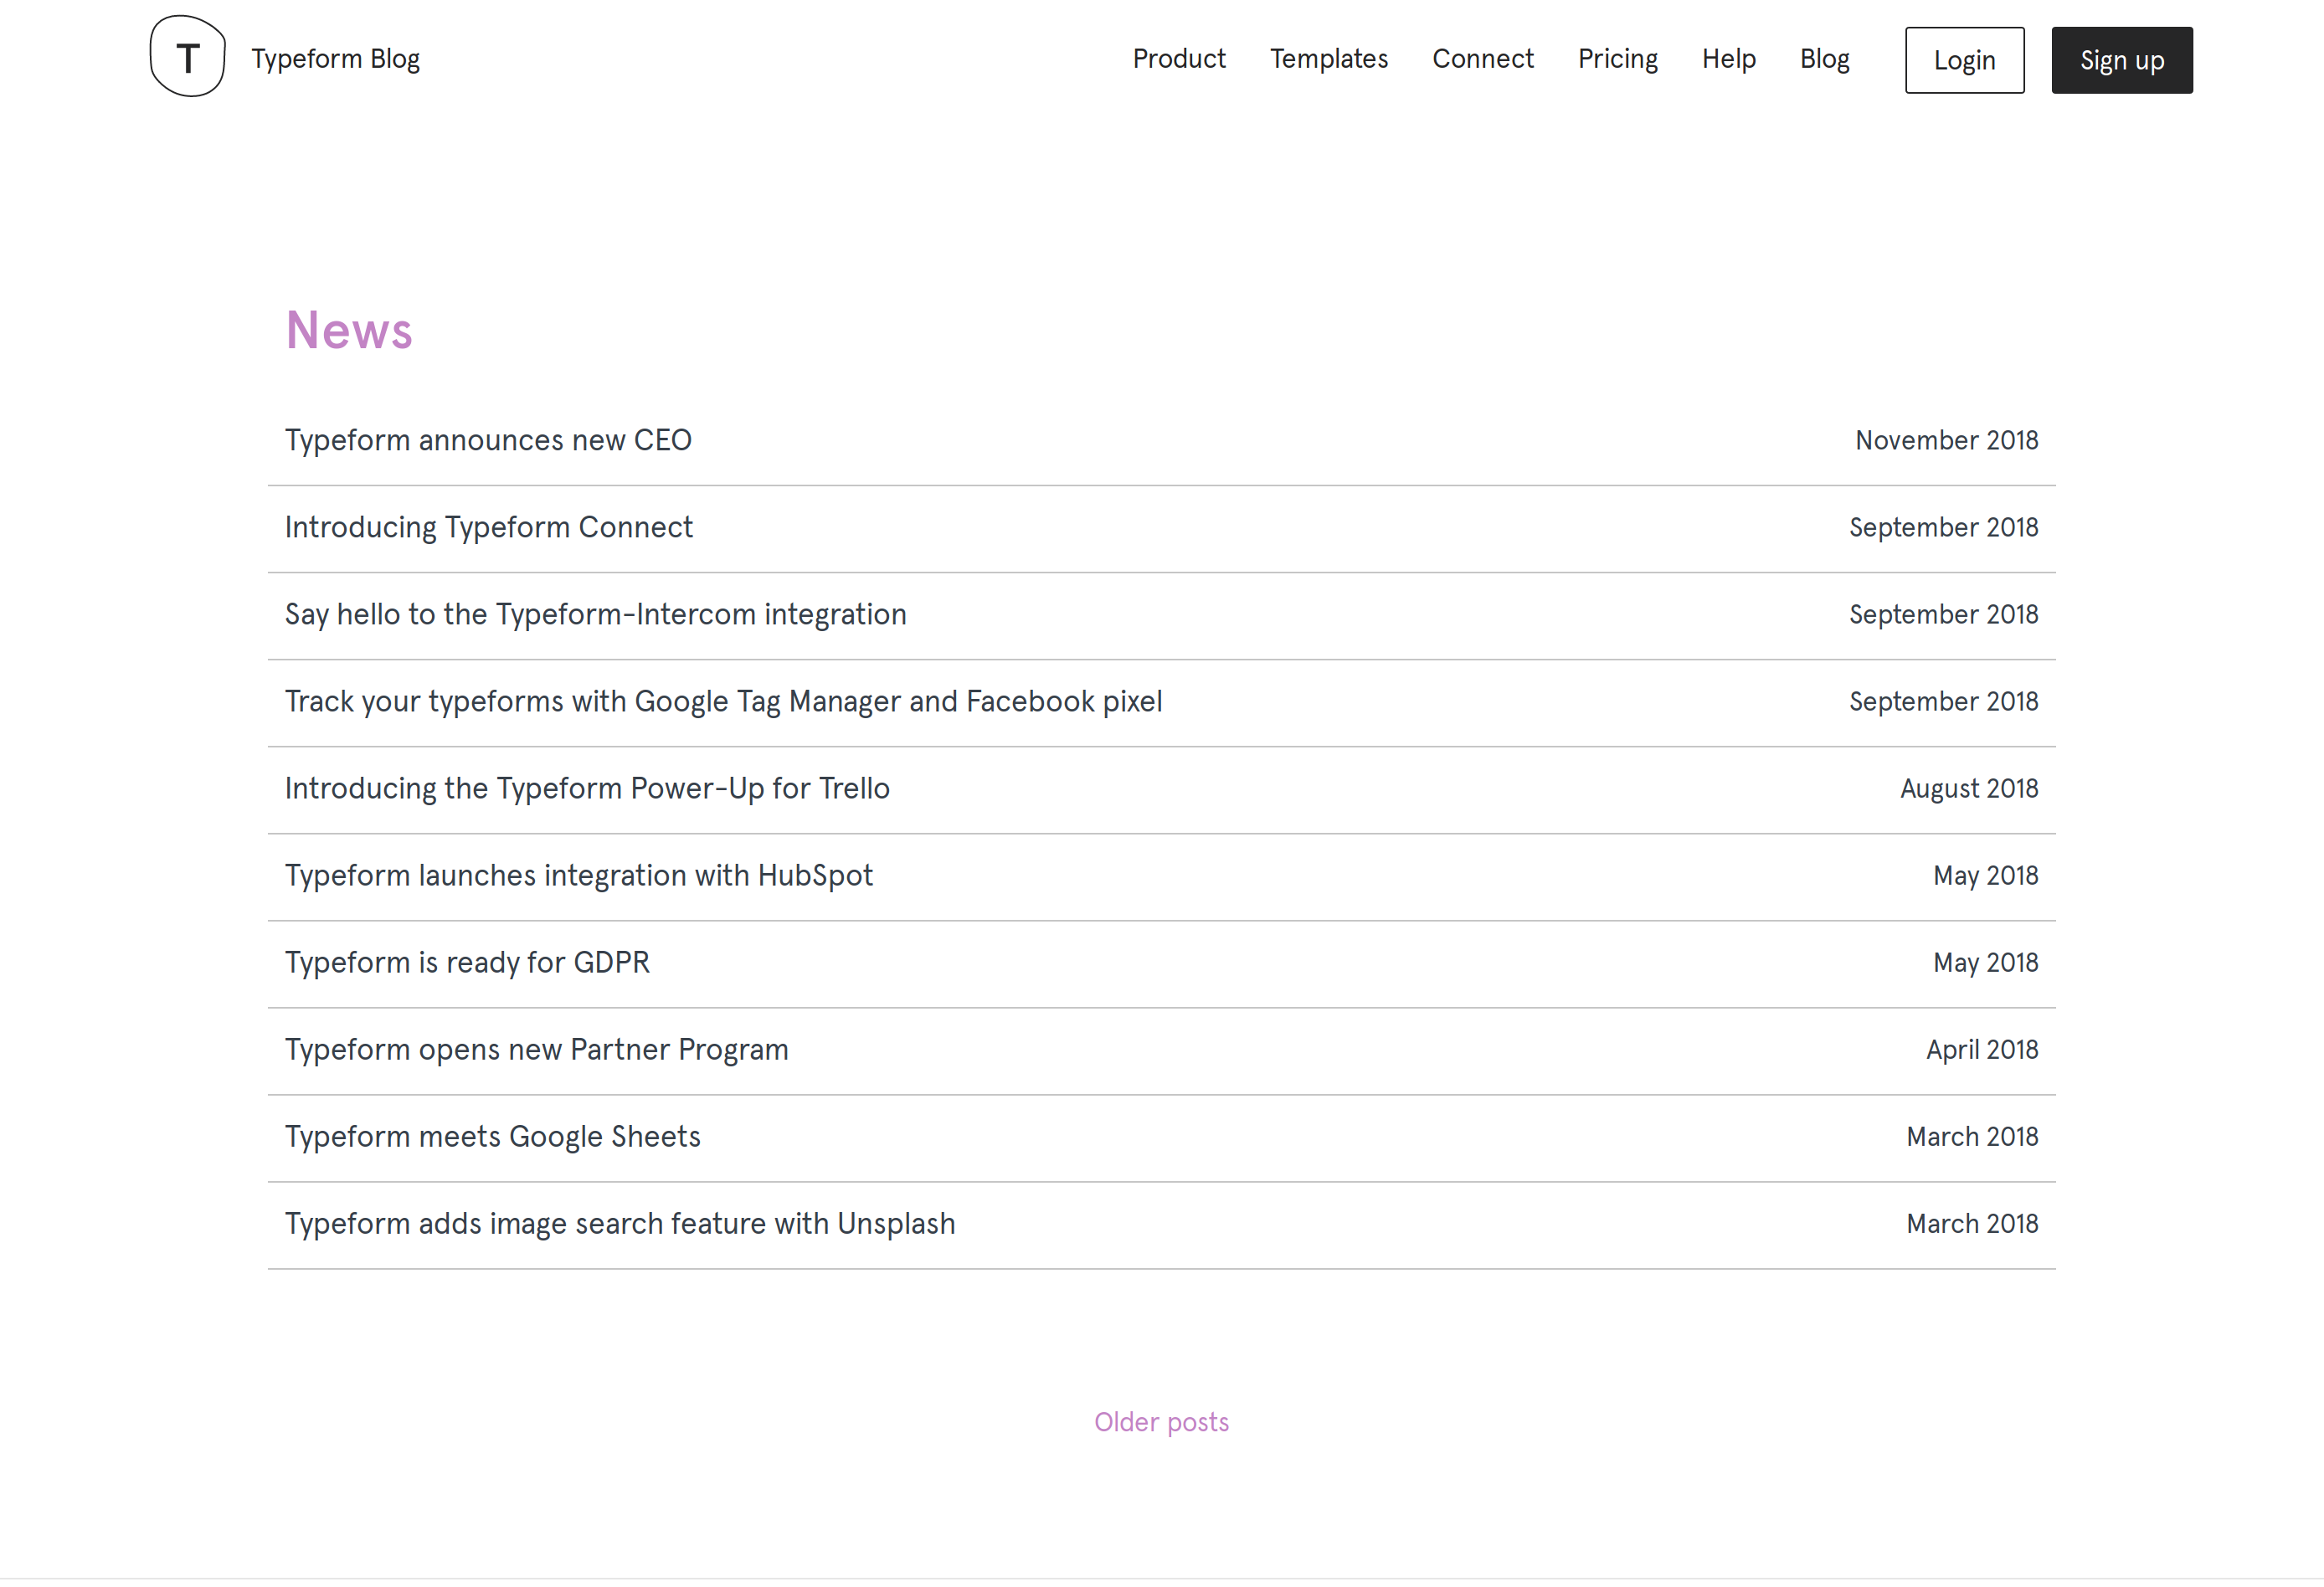 T Typeform Blog Product Templates Connect Pricing Help Blog Login Sign up
News
Typeform announces new CEO November 2018
Introducing Typeform Connect September 2018
Say hello to the Typeform-Intercom integration September 2018
Track your typeforms with Google Tag Manager and Facebook pixel September 2018
Introducing the Typeform Power-Up for Trello August 2018
Typeform launches integration with HubSpot May 2018
Typeform is ready for GDPR May 2018
Typeform opens new Partner Program April 2018
Typeform meets Google Sheets March 2018
Typeform adds image search feature with Unsplash March 2018
Older posts